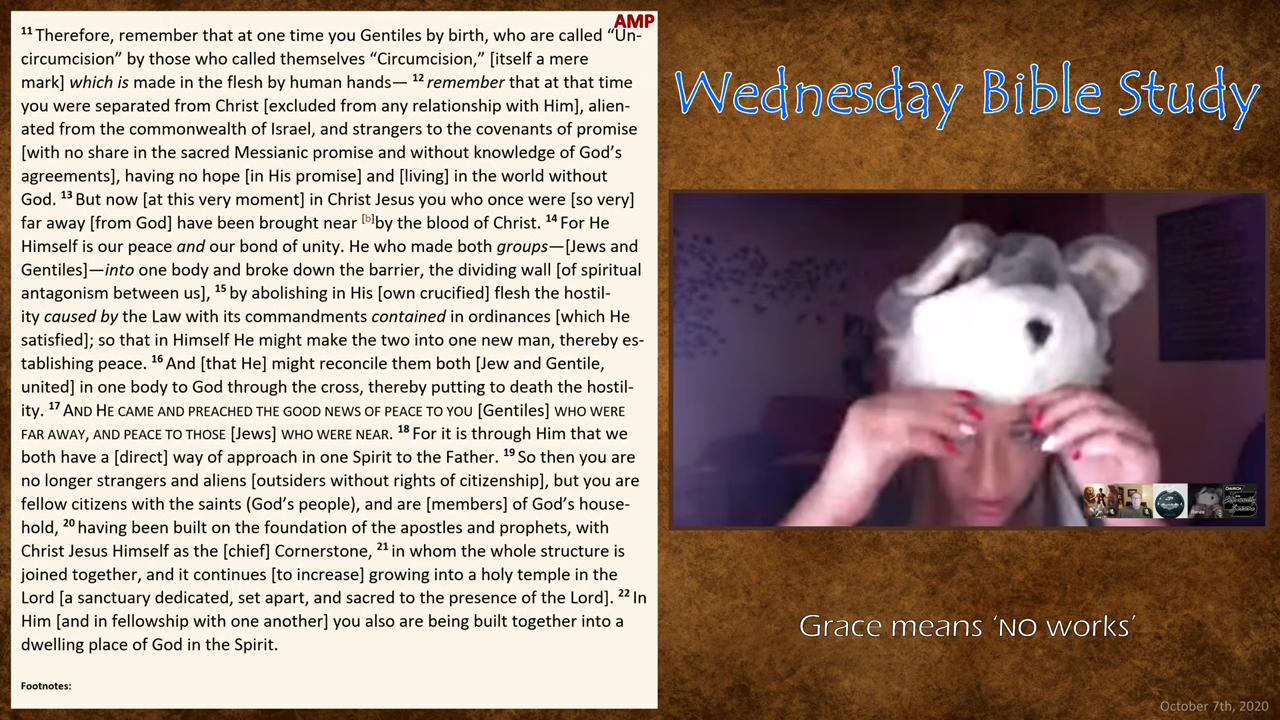 AMP
11 Therefore, remember that at one time you Gentiles by birth, who are called “Un-
circumcision” by those who called themselves “Circumcision,” [itself a mere
mark] which is made in the flesh by human hands— 12 remember that at that time
you were separated from Christ [excluded from any relationship with Him], alien-
ated from the commonwealth of Israel, and strangers to the covenants of promise
[with no share in the sacred Messianic promise and without knowledge of God’s
agreements], having no hope [in His promise] and [living] in the world without
God. 13 But now [at this very moment] in Christ Jesus you who once were [so very]
far away [from God] have been brought near [b]by the blood of Christ. 14 For He
Himself is our peace and our bond of unity. He who made both groups—[Jews and
Gentiles]—into one body and broke down the barrier, the dividing wall [of spiritual
antagonism between us], 15 by abolishing in His [own crucified] flesh the hostil-
ity caused by the Law with its commandments contained in ordinances [which He
satisfied]; so that in Himself He might make the two into one new man, thereby es-
tablishing peace. 16 And [that He] might reconcile them both [Jew and Gentile,
united] in one body to God through the cross, thereby putting to death the hostil-
ity. 17 AND HE CAME AND PREACHED THE GOOD NEWS OF PEACE TO YOU [Gentiles] WHO WERE
FAR AWAY, AND PEACE TO THOSE [Jews] WHO WERE NEAR. 18 For it is through Him that we
both have a [direct] way of approach in one Spirit to the Father. 19 So then you are
no longer strangers and aliens [outsiders without rights of citizenship], but you are
fellow citizens with the saints (God’s people), and are [members] of God’s house-
hold, 20 having been built on the foundation of the apostles and prophets, with
Christ Jesus Himself as the [chief] Cornerstone, 21 in whom the whole structure is
joined together, and it continues [to increase] growing into a holy temple in the
Lord [a sanctuary dedicated, set apart, and sacred to the presence of the Lord]. 22 In
Him [and in fellowship with one another] you also are being built together into a
dwelling place of God in the Spirit.
Footnotes:
Wednesday Bible Study
Grace means ‘NO works’
October 7th, 2020